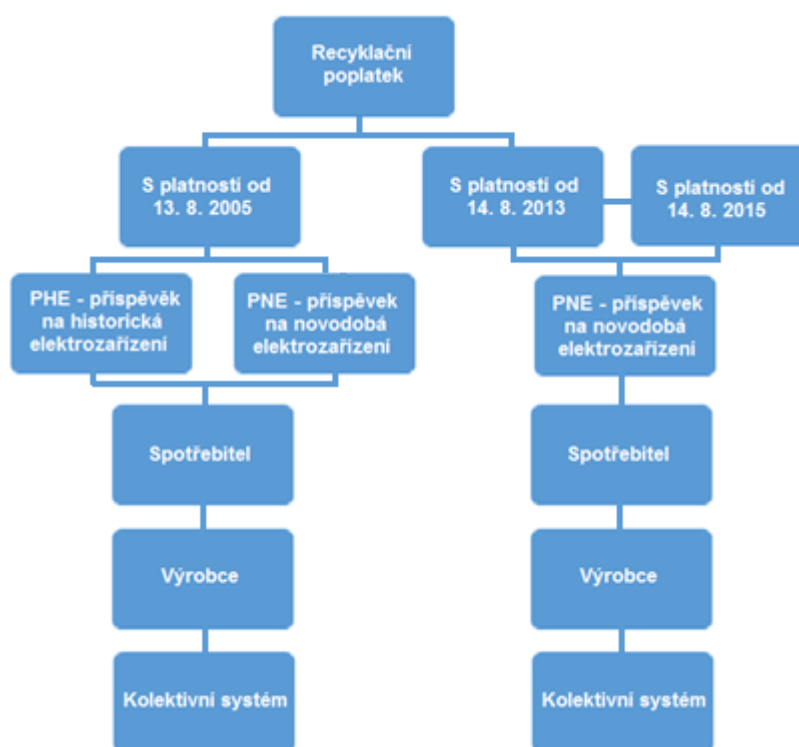 Recyklační
poplatek
S platností od
13. 8. 2005
S platností od
14. 8. 2013
S platností od
14. 8. 2015
PHE - příspěvěk
na historická
elektrozařízení
PNE - příspěvek
na novodobá
elektrozařízení
PNE - příspěvek
na novodobá
elektrozařízení
Spotřebitel
Spotřebitel
Výrobce
Výrobce
Kolektivní systém
Kolektivní systém